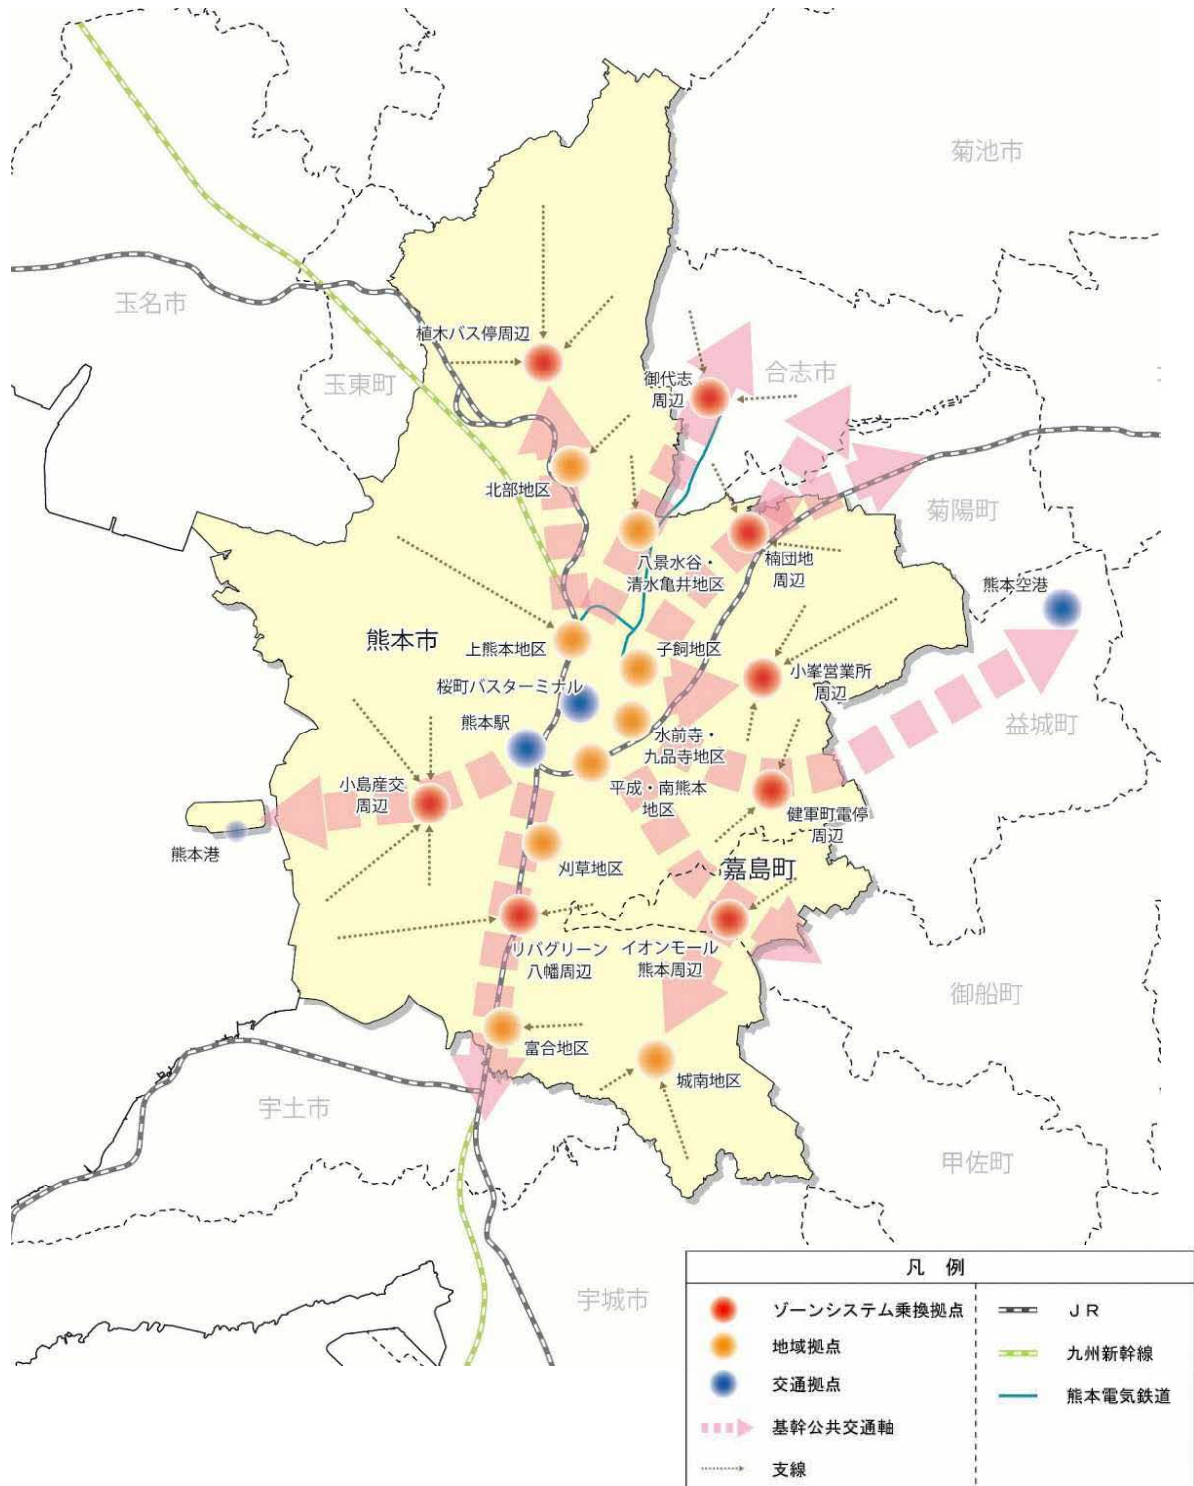 菊池市
玉名市
植木バス停周辺
玉東町
御代志
周辺
合志市
北部地区
菊陽町
八景水谷・
清水亀井地区
楠団地
周辺
熊本空港
熊本市
上熊本地区
子飼地区
小峯営業所
周辺
桜町バスターミナル
熊本駅
水前寺・
九品寺地区
益城町
小島産交
周辺
平成・南熊本
地区
健軍町電停
周辺
熊本港
刈草地区
嘉島町
リバグリーン
八幡周辺
イオンモール
熊本周辺
御船町
富合地区
城南地区
宇土市
甲佐町
宇城市
凡 例
ゾーンシステム乗換拠点
地域拠点
交通拠点
基幹公共交通軸
支線
ＪＲ
九州新幹線
熊本電気鉄道